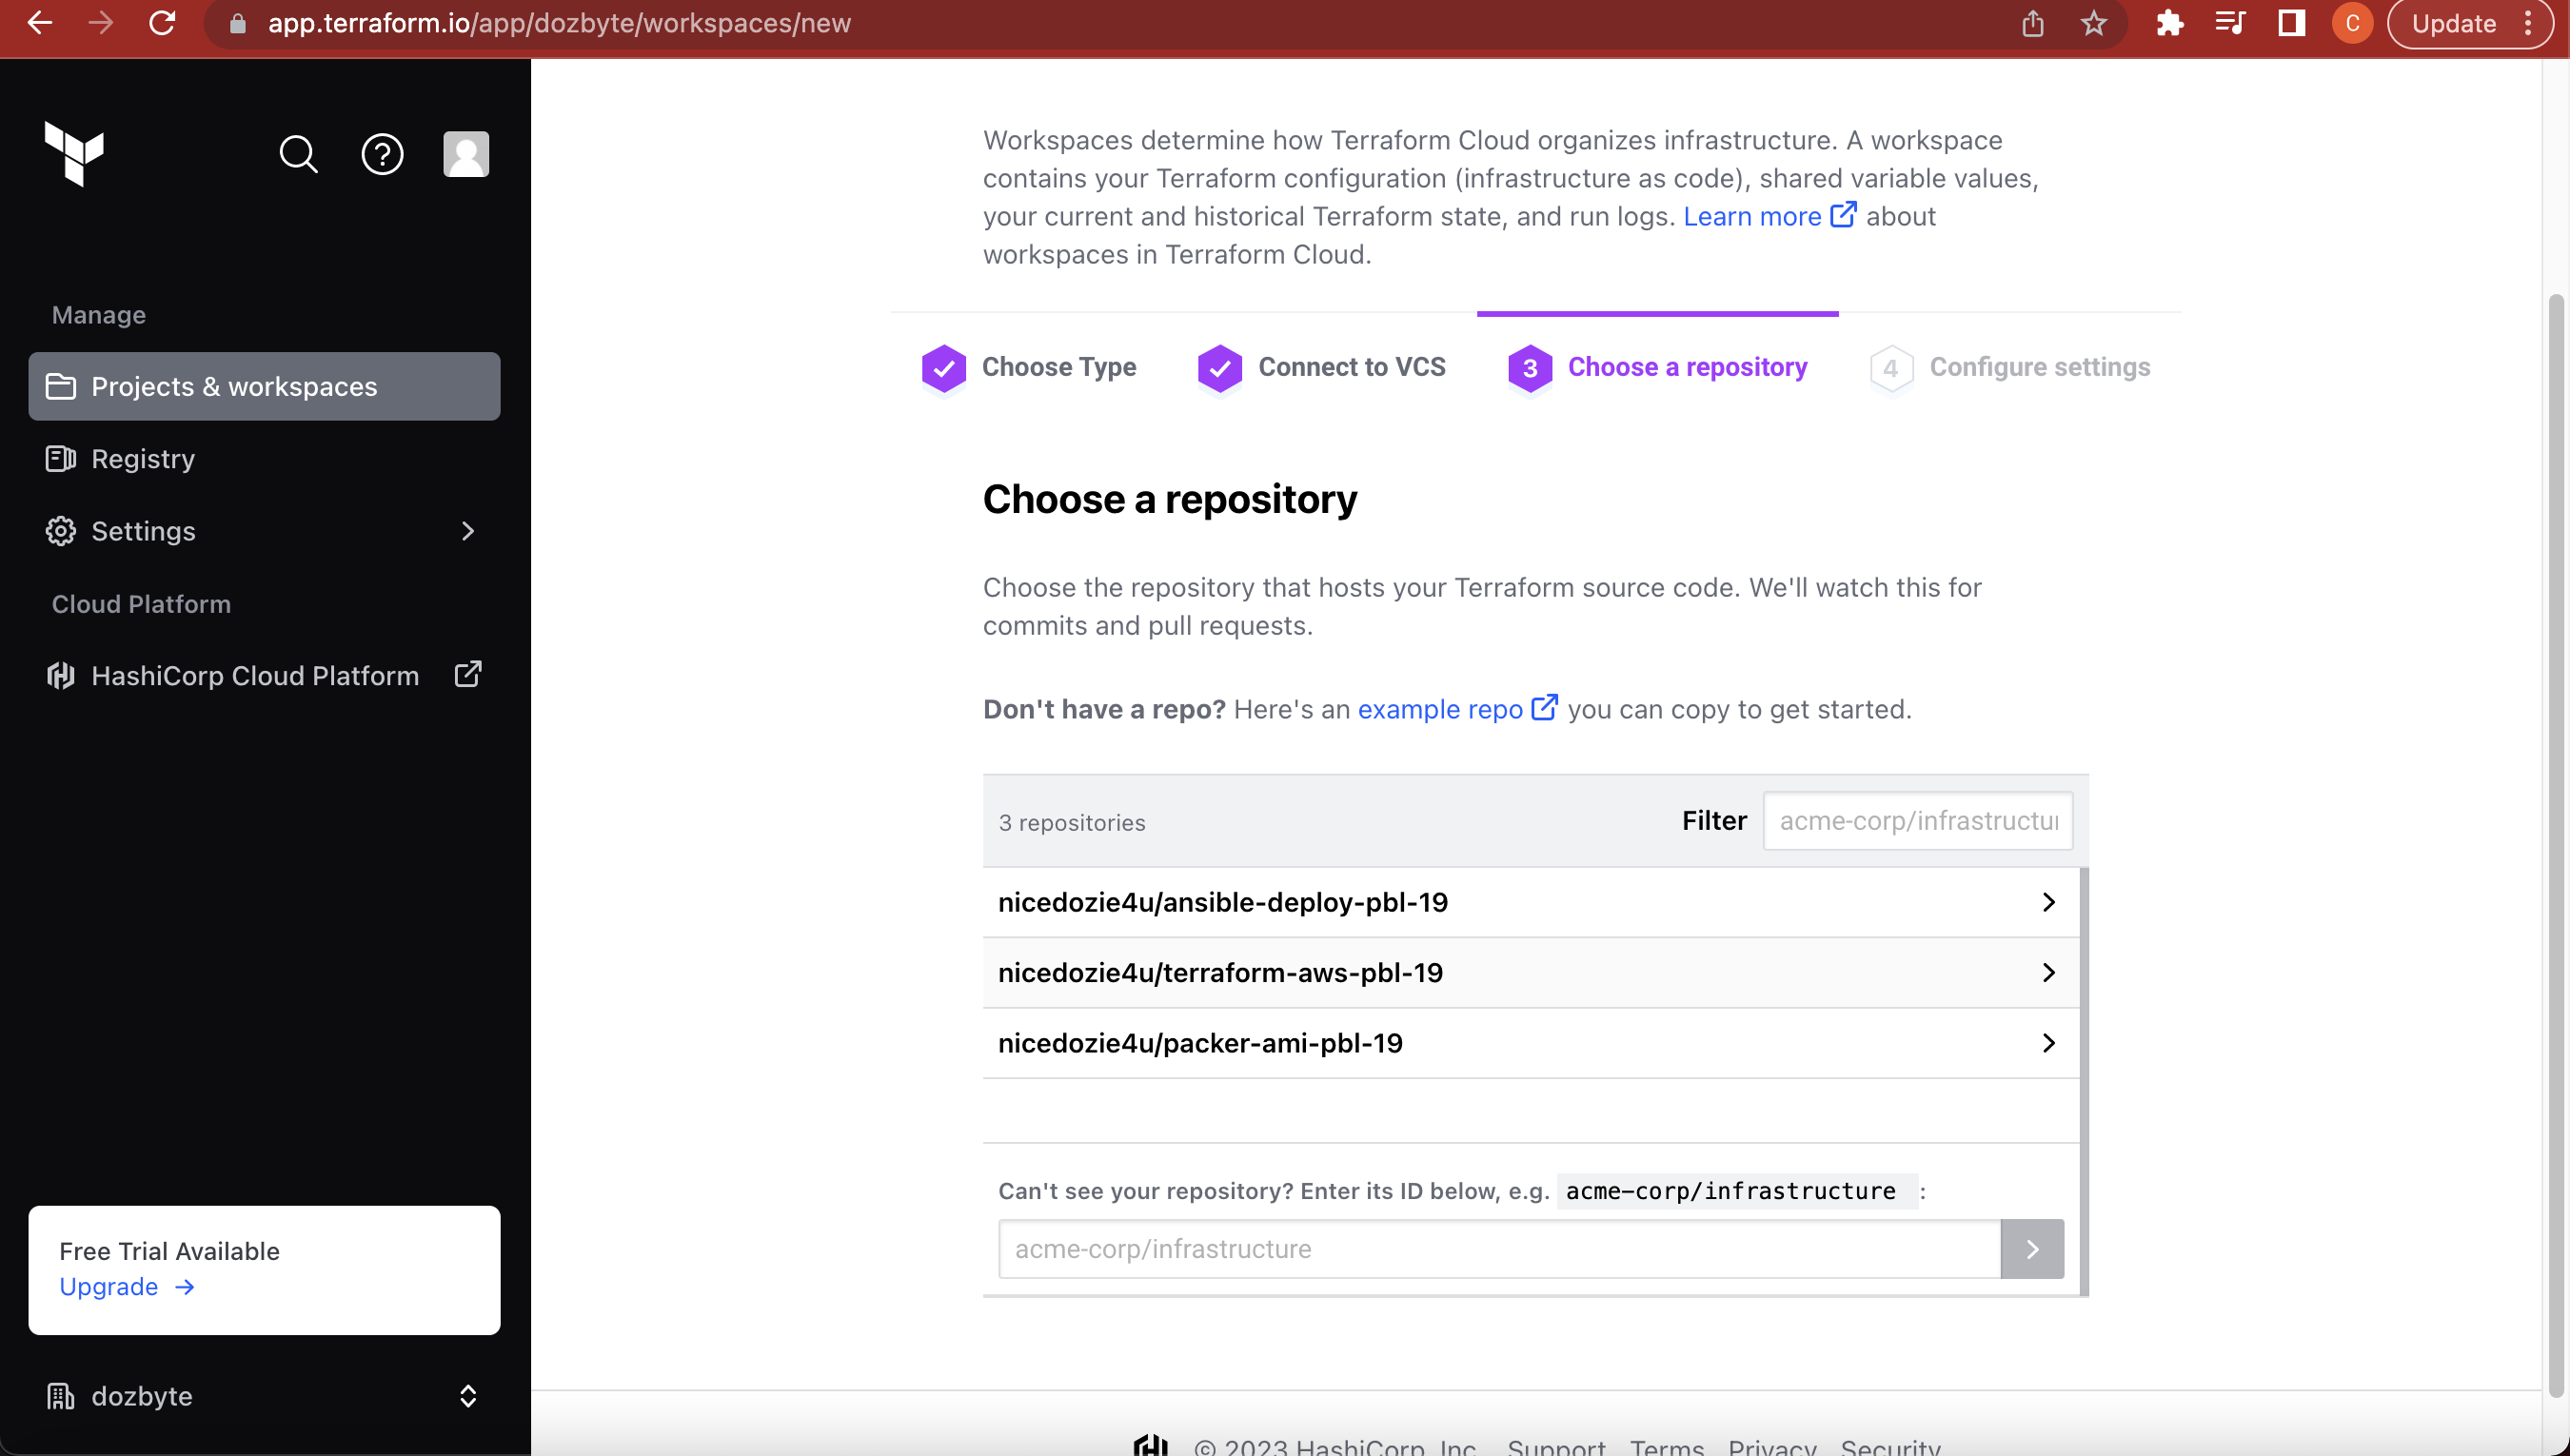 app.terraform.io/app/dozbyte/workspaces/new
C
Update
Manage
Projects & workspaces
Registry
Settings
Cloud Platform
HashiCorp Cloud Platform
Free Trial Available
Upgrade
dozbyte
Workspaces determine how Terraform Cloud organizes infrastructure. A workspace
contains your Terraform configuration (infrastructure as code), shared variable values,
your current and historical Terraform state, and run logs. Learn more about
workspaces in Terraform Cloud.
Choose Type
Connect to VCS
3 Choose a repository
4 Configure settings
Choose a repository
Choose the repository that hosts your Terraform source code. We'll watch this for
commits and pull requests.
Don't have a repo? Here's an example repo you can copy to get started.
3 repositories
Filter
acme-corp/infrastructu
nicedozie4u/ansible-deploy-pbl-19
nicedozie4u/terraform-aws-pbl-19
nicedozie4u/packer-ami-pbl-19
Can't see your repository? Enter its ID below, e.g. acme-corp/infrastructure :
acme-corp/infrastructure
© 2023 HashiCorp, Inc. Support Terms Privacy Security